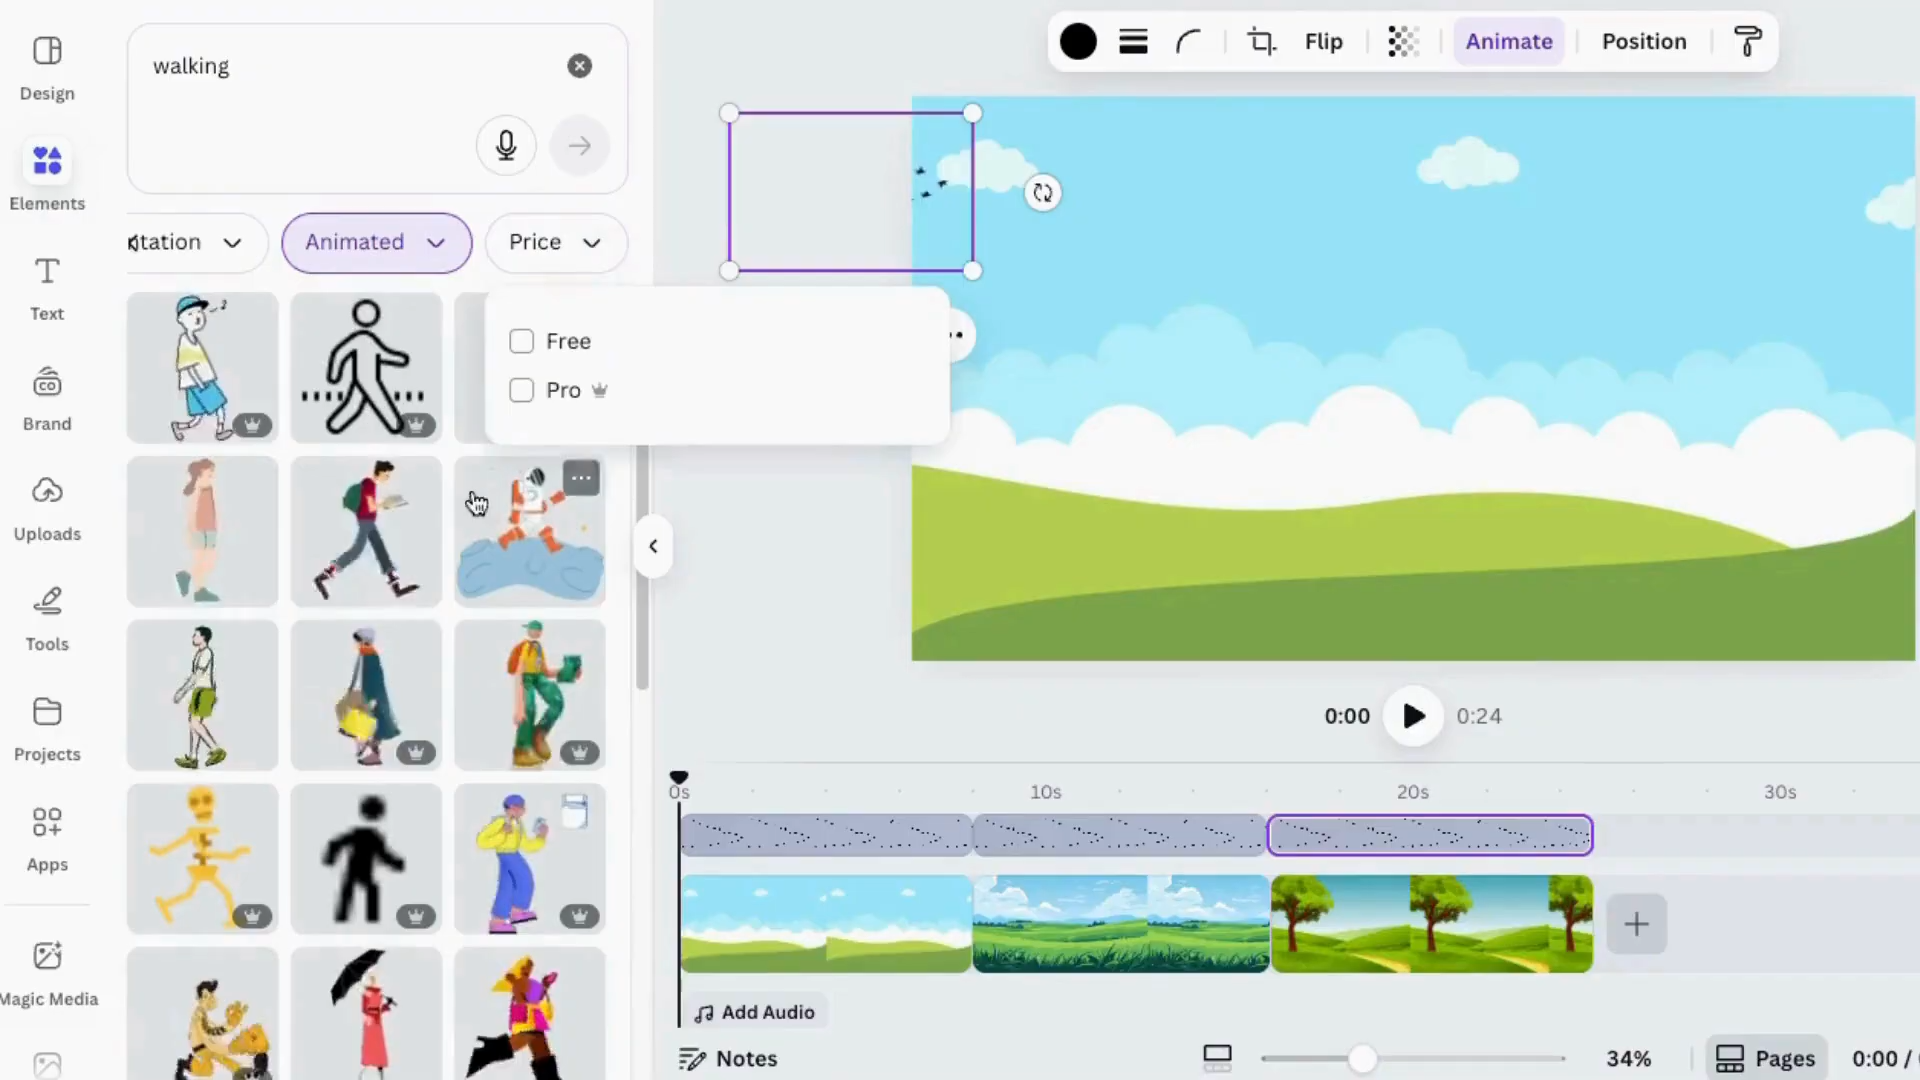 Design
Elements
Text
Brand
CO
Uploads
Tools
Projects
Apps
Magic Media
walking
tation
Animated
Price
Free
Pro
Flip
Animate
Position
0:00
0:24
0s
10s
20s
30s
Add Audio
Notes
34%
Pages
0:00 /